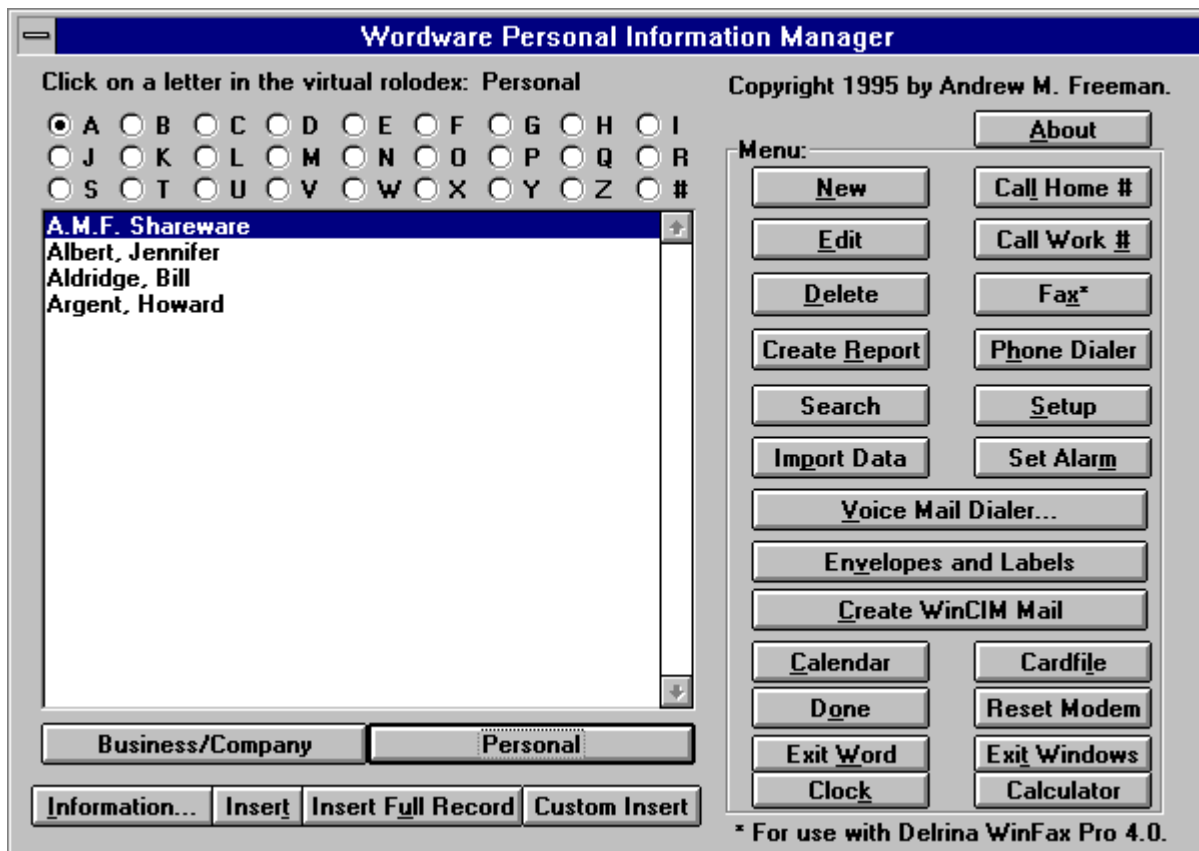 Wordware Personal Information Manager
Click on a letter in the virtual rolodex: Personal
A B C D E F G H I
J K L M N O P Q R
S T U V W X Y Z #
A.M.F. Shareware
Albert, Jennifer
Aldridge, Bill
Argent, Howard
Business/Company Personal
Information... Insert Insert Full Record Custom Insert
Copyright 1995 by Andrew M. Freeman.
About
Menu:
New Call Home #
Edit Call Work #
Delete Fax*
Create Report Phone Dialer
Search Setup
Import Data Set Alarm
Voice Mail Dialer...
Envelopes and Labels
Create WinCIM Mail
Calendar Cardfile
Done Reset Modem
Exit Word Exit Windows
Clock Calculator
* For use with Delrina WinFax Pro 4.0.